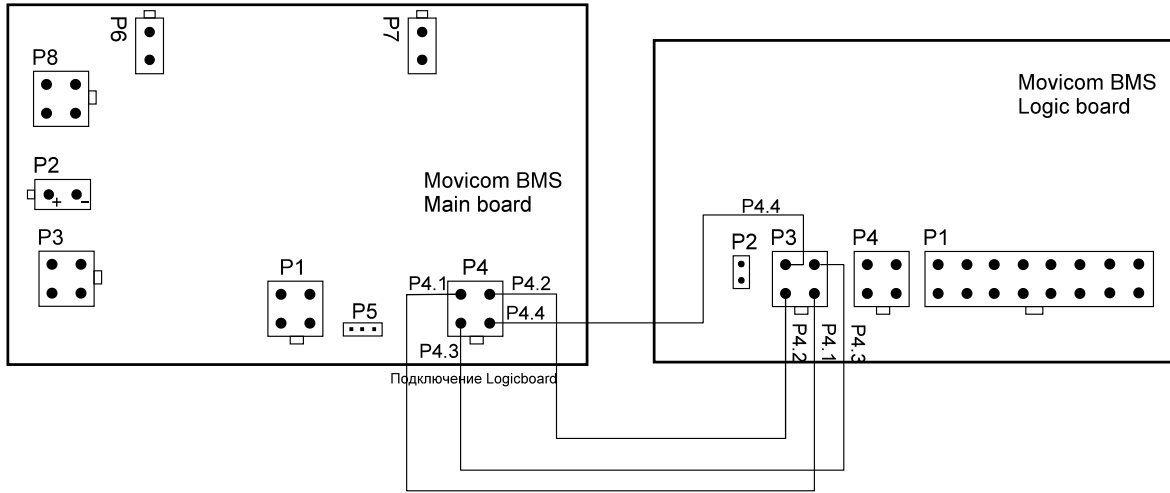 P6
P7
P8
Movicom BMS
Logic board
P2
+ -
Movicom BMS
Main board
P4.4
P3
P2
P3
P4
P1
P1
P5
P4.1
P4
P4.2
P4.4
P4.3
P4.2
P4.1
P4.3
Подключение Logicboard